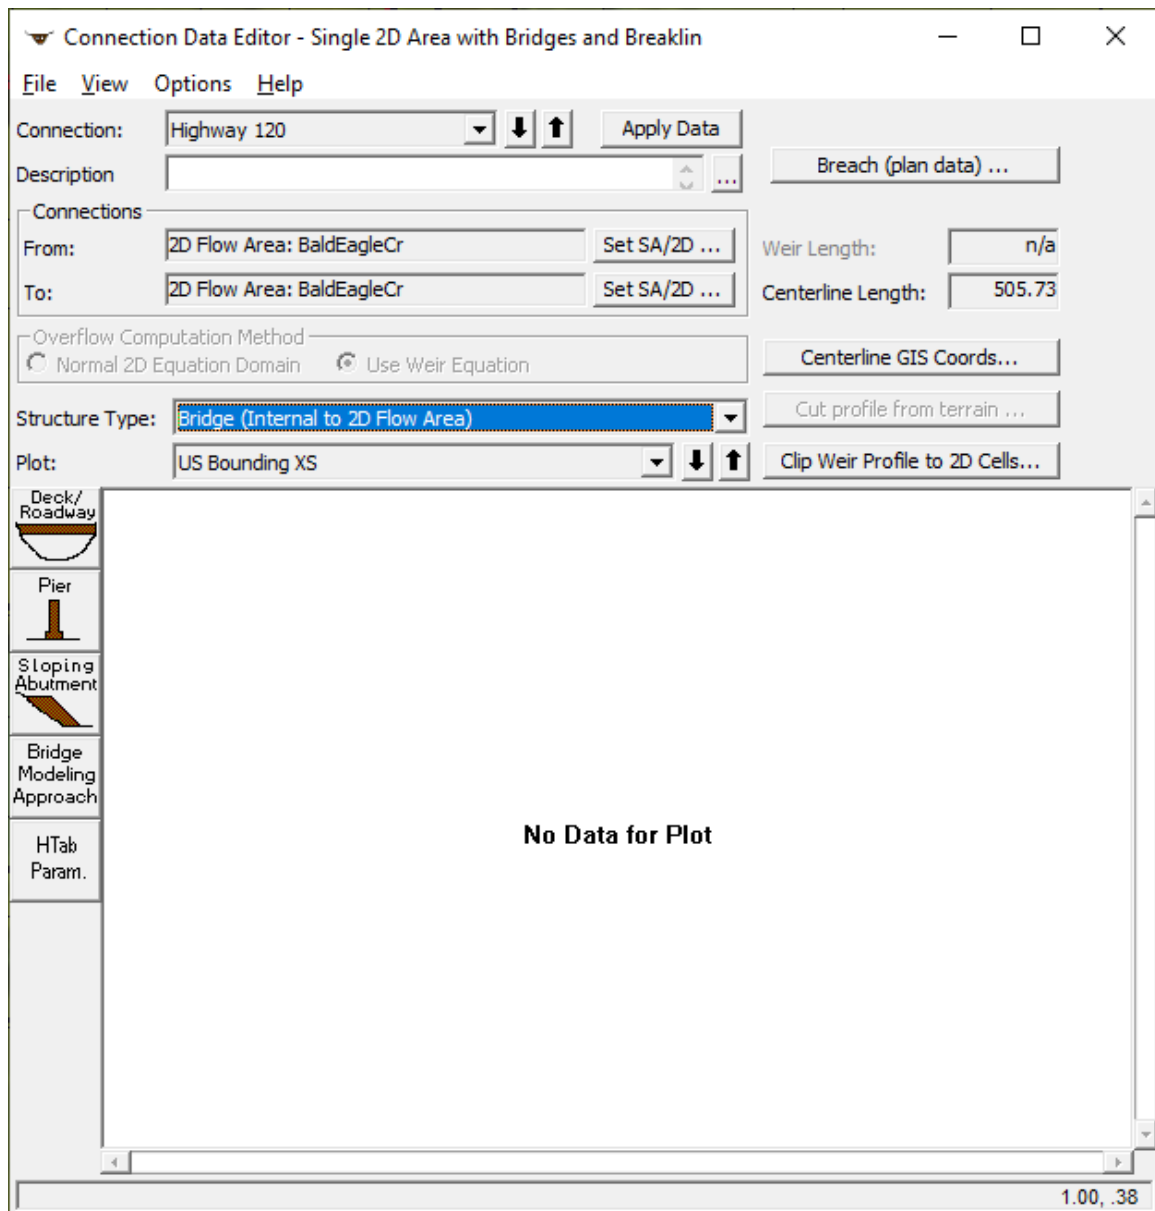 Connection Data Editor - Single 2D Area with Bridges and Breaklin
File View Options Help
Connection: Highway 120 Apply Data
Breach (plan data) ...
Description ...
Connections
From: 2D Flow Area: BaldEagleCr Set SA/2D ... Weir Length: n/a
To: 2D Flow Area: BaldEagleCr Set SA/2D ... Centerline Length: 505.73
Overflow Computation Method
Normal 2D Equation Domain Use Weir Equation Centerline GIS Coords...
Structure Type: Bridge (Internal to 2D Flow Area) Cut profile from terrain ...
Plot: US Bounding XS Clip Weir Profile to 2D Cells...
Deck/
Roadway
Pier
Sloping
Abutment
Bridge
Modeling
Approach
HTab
Param.
No Data for Plot
1.00, .38